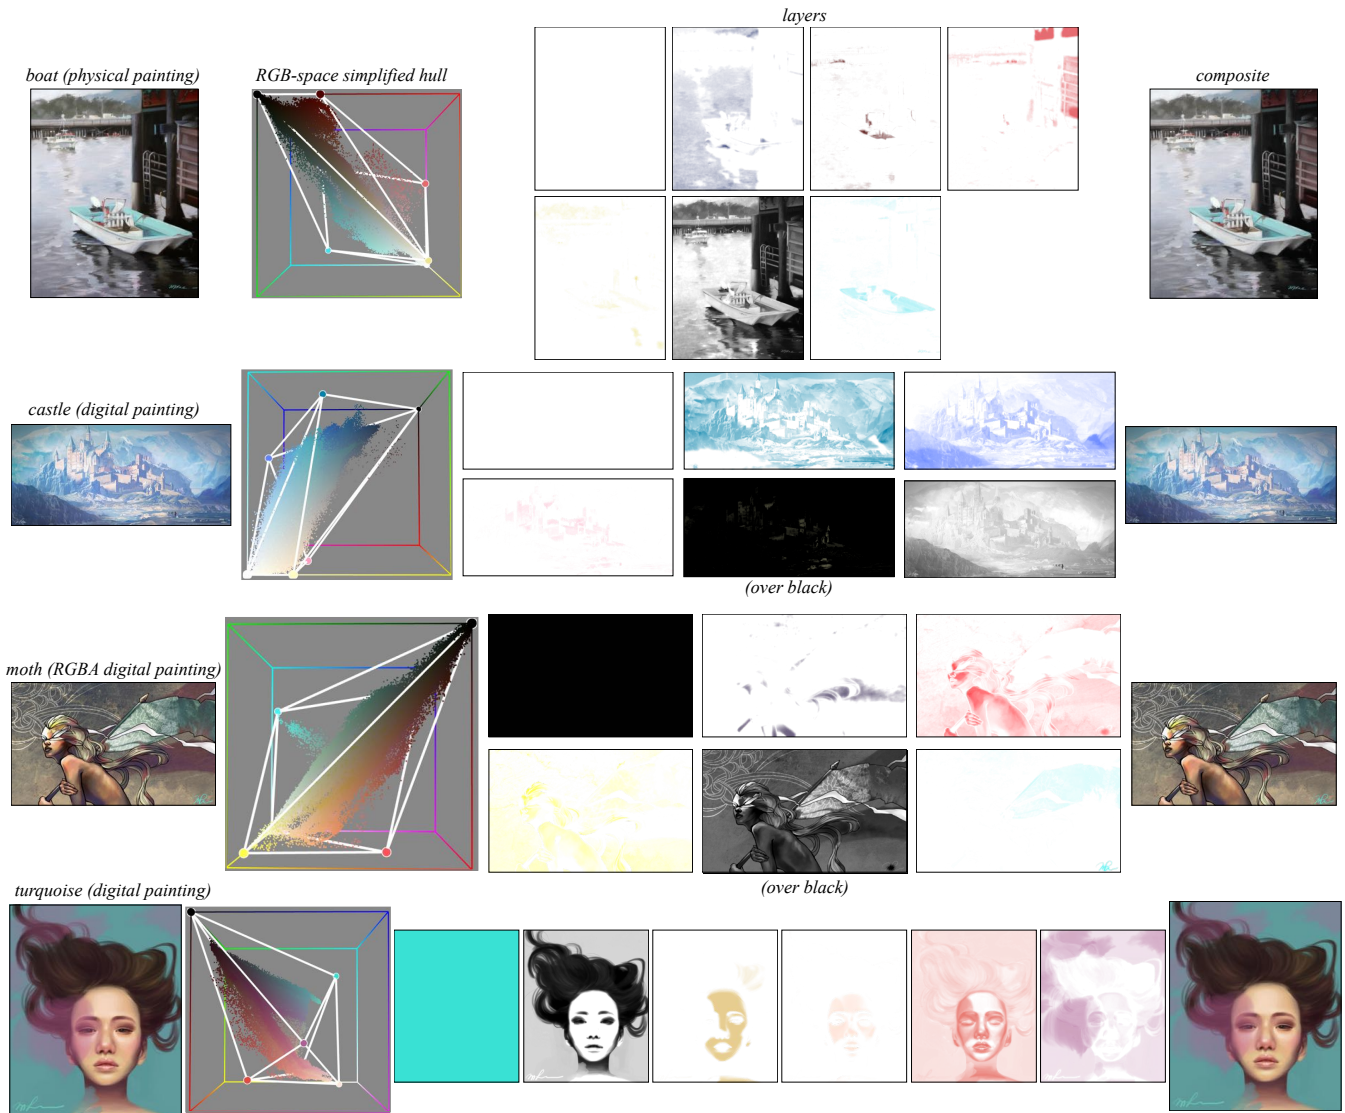 layers
boat (physical painting)
RGB-space simplified hull
composite
castle (digital painting)
(over black)
moth (RGBA digital painting)
(over black)
turquoise (digital painting)